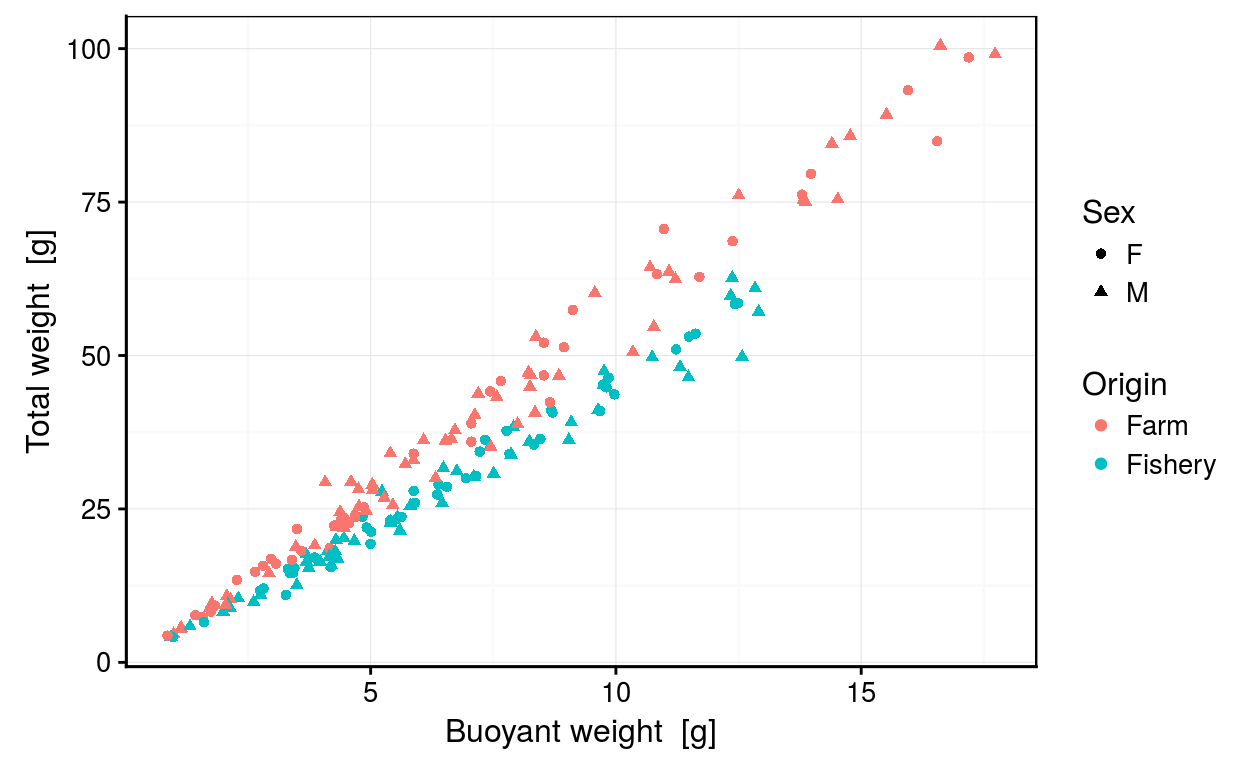 100
75
50
25
0
Total weight [g]
5 10 15
Buoyant weight [g]
Sex
F
M
Origin
Farm
Fishery